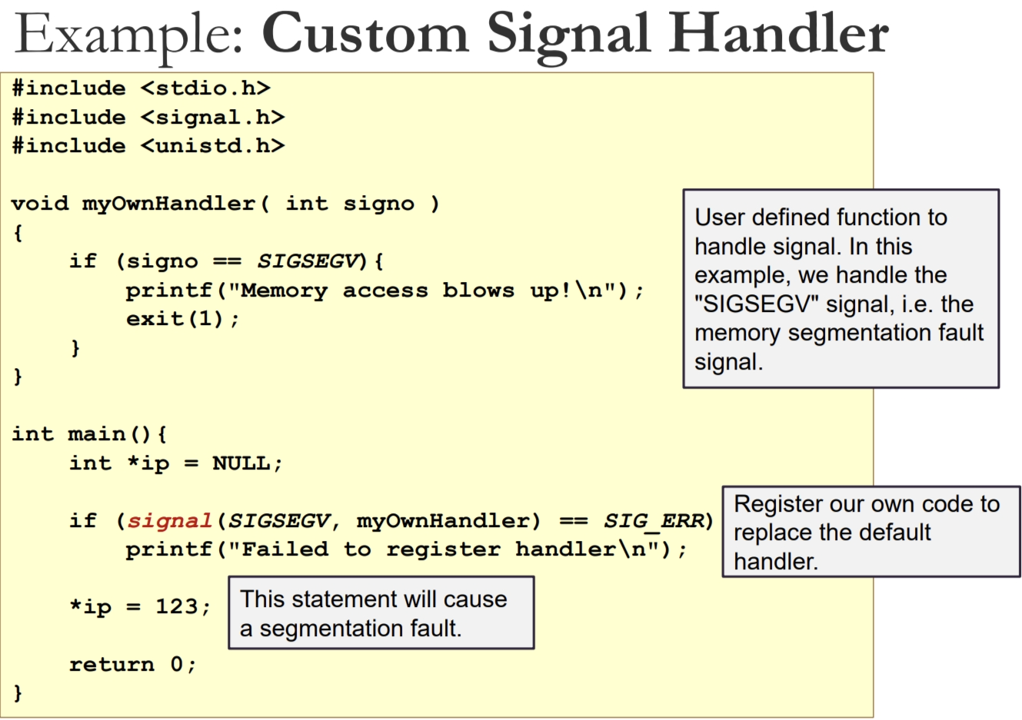 Example: Custom Signal Handler
#include <stdio.h>
#include <signal.h>
#include <unistd.h>
void myOwnHandler( int signo )
{
    if (signo == SIGSEGV){
        printf("Memory access blows up!\n");
        exit(1);
    }
}
User defined function to
handle signal. In this
example, we handle the
"SIGSEGV" signal, i.e. the
memory segmentation fault
signal.
int main(){
    int *ip = NULL;
    if (signal(SIGSEGV, myOwnHandler) == SIG_ERR)
        printf("Failed to register handler\n");
Register our own code to
replace the default
handler.
    *ip = 123;
This statement will cause
a segmentation fault.
    return 0;
}